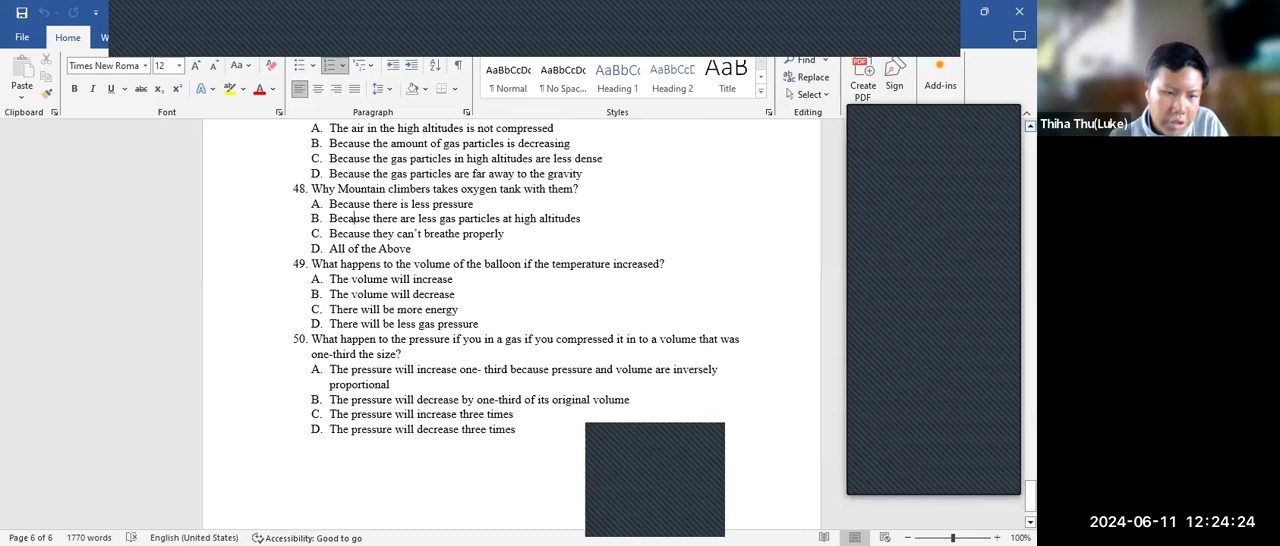 File
Home
W
Times New Roma
12
Paste
B
I
U
abc
x₂
x²
Aa
A
Clipboard
Font
Paragraph
AaBbCcDc
AaBbCcDc
AaBbCc
AaBbCcD
AaB
¶ Normal
¶ No Spac...
Heading 1
Heading 2
Title
Styles
Find
Replace
Select
Editing
Create
PDF
Sign
Add-ins
Thiha Thu(Luke)
A. The air in the high altitudes is not compressed
B. Because the amount of gas particles is decreasing
C. Because the gas particles in high altitudes are less dense
D. Because the gas particles are far away to the gravity
48. Why Mountain climbers takes oxygen tank with them?
A. Because there is less pressure
B. Because there are less gas particles at high altitudes
C. Because they can’t breathe properly
D. All of the Above
49. What happens to the volume of the balloon if the temperature increased?
A. The volume will increase
B. The volume will decrease
C. There will be more energy
D. There will be less gas pressure
50. What happen to the pressure if you in a gas if you compressed it in to a volume that was
one-third the size?
A. The pressure will increase one- third because pressure and volume are inversely
proportional
B. The pressure will decrease by one-third of its original volume
C. The pressure will increase three times
D. The pressure will decrease three times
2024-06-11 12:24:24
Page 6 of 6
1770 words
English (United States)
Accessibility: Good to go
100%